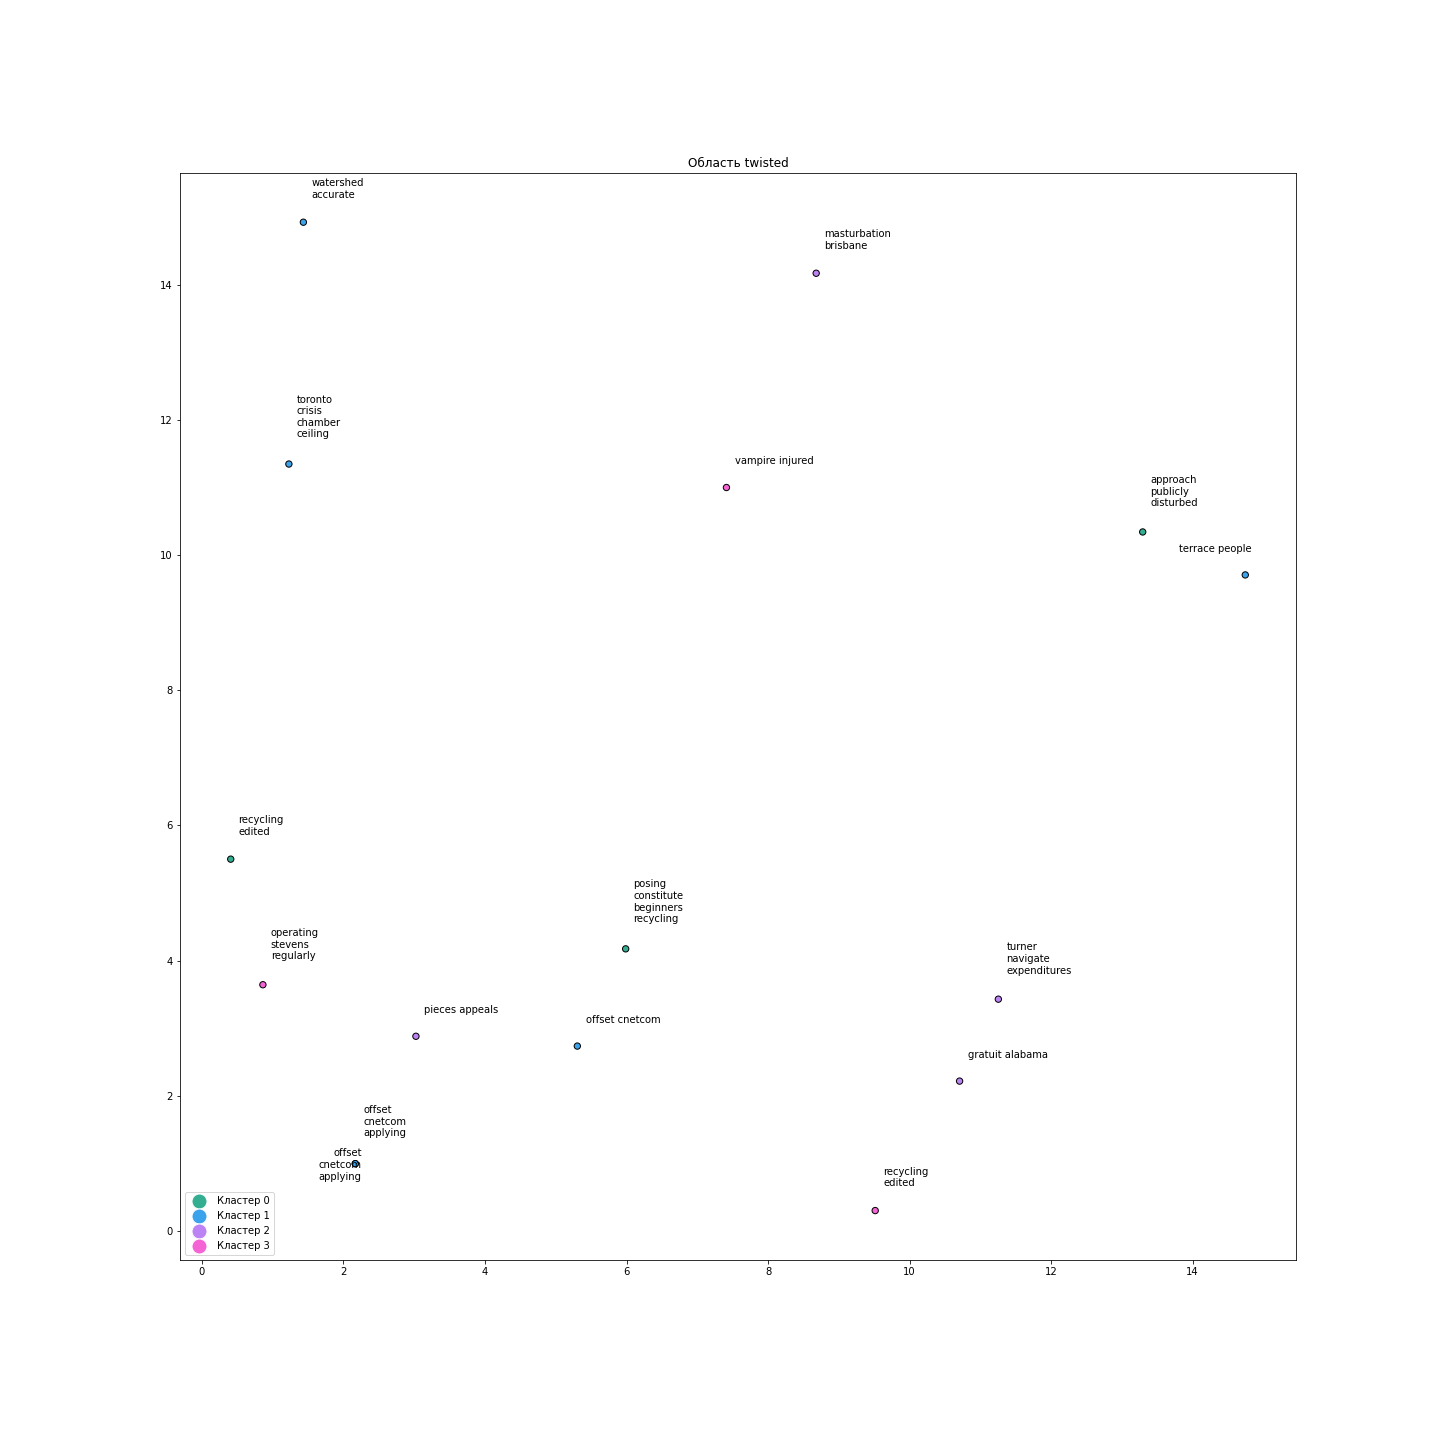 Область twisted
watershed
accurate
masturbation
brisbane
14
toronto
crisis
chamber
ceiling
12
vampire injured
approach
publicly
disturbed
terrace people
10
8
recycling
edited
6
posing
constitute
beginners
recycling
operating
stevens
regularly
turner
navigate
expenditures
4
pieces appeals
offset cnetcom
gratuit alabama
2
offset
cnetcom
applying
offset
cnetcom
applying
recycling
edited
0
Кластер 0
Кластер 1
Кластер 2
Кластер 3
0 2 4 6 8 10 12 14